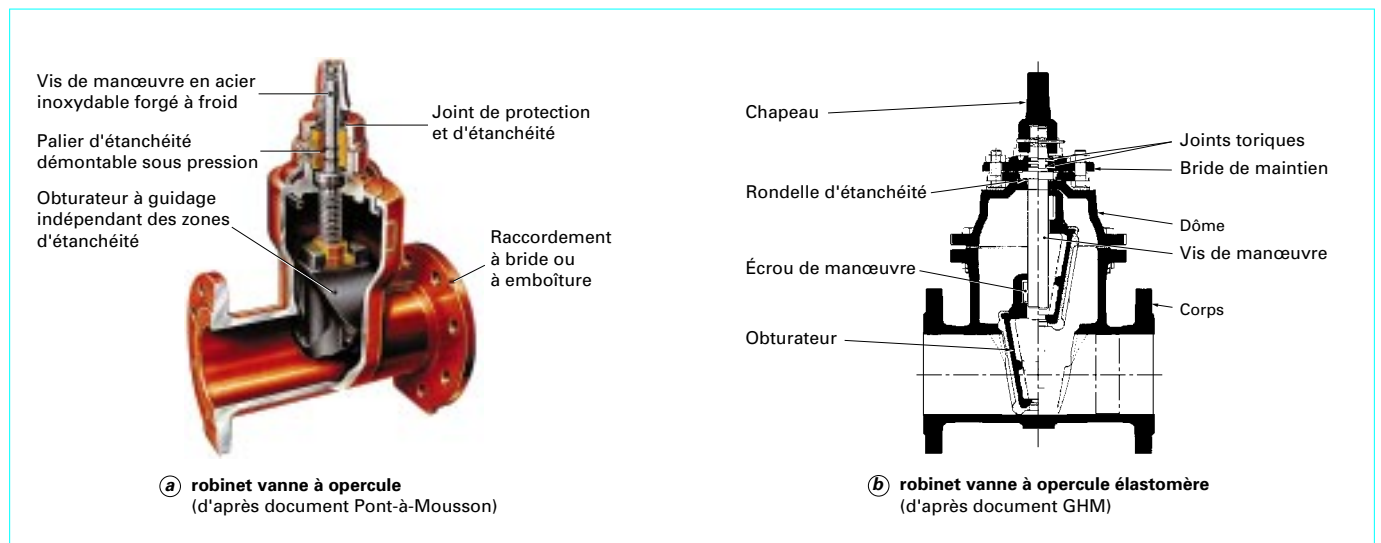 Vis de manœuvre en acier
inoxydable forgé à froid
Palier d'étanchéité
démontable sous pression
Obturateur à guidage
indépendant des zones
d'étanchéité
Joint de protection
et d'étanchéité
Raccordement
à bride ou
à emboîture
a robinet vanne à opercule
(d'après document Pont-à-Mousson)
Chapeau
Rondelle d'étanchéité
Écrou de manœuvre
Obturateur
Joints toriques
Bride de maintien
Dôme
Vis de manœuvre
Corps
b robinet vanne à opercule élastomère
(d'après document GHM)